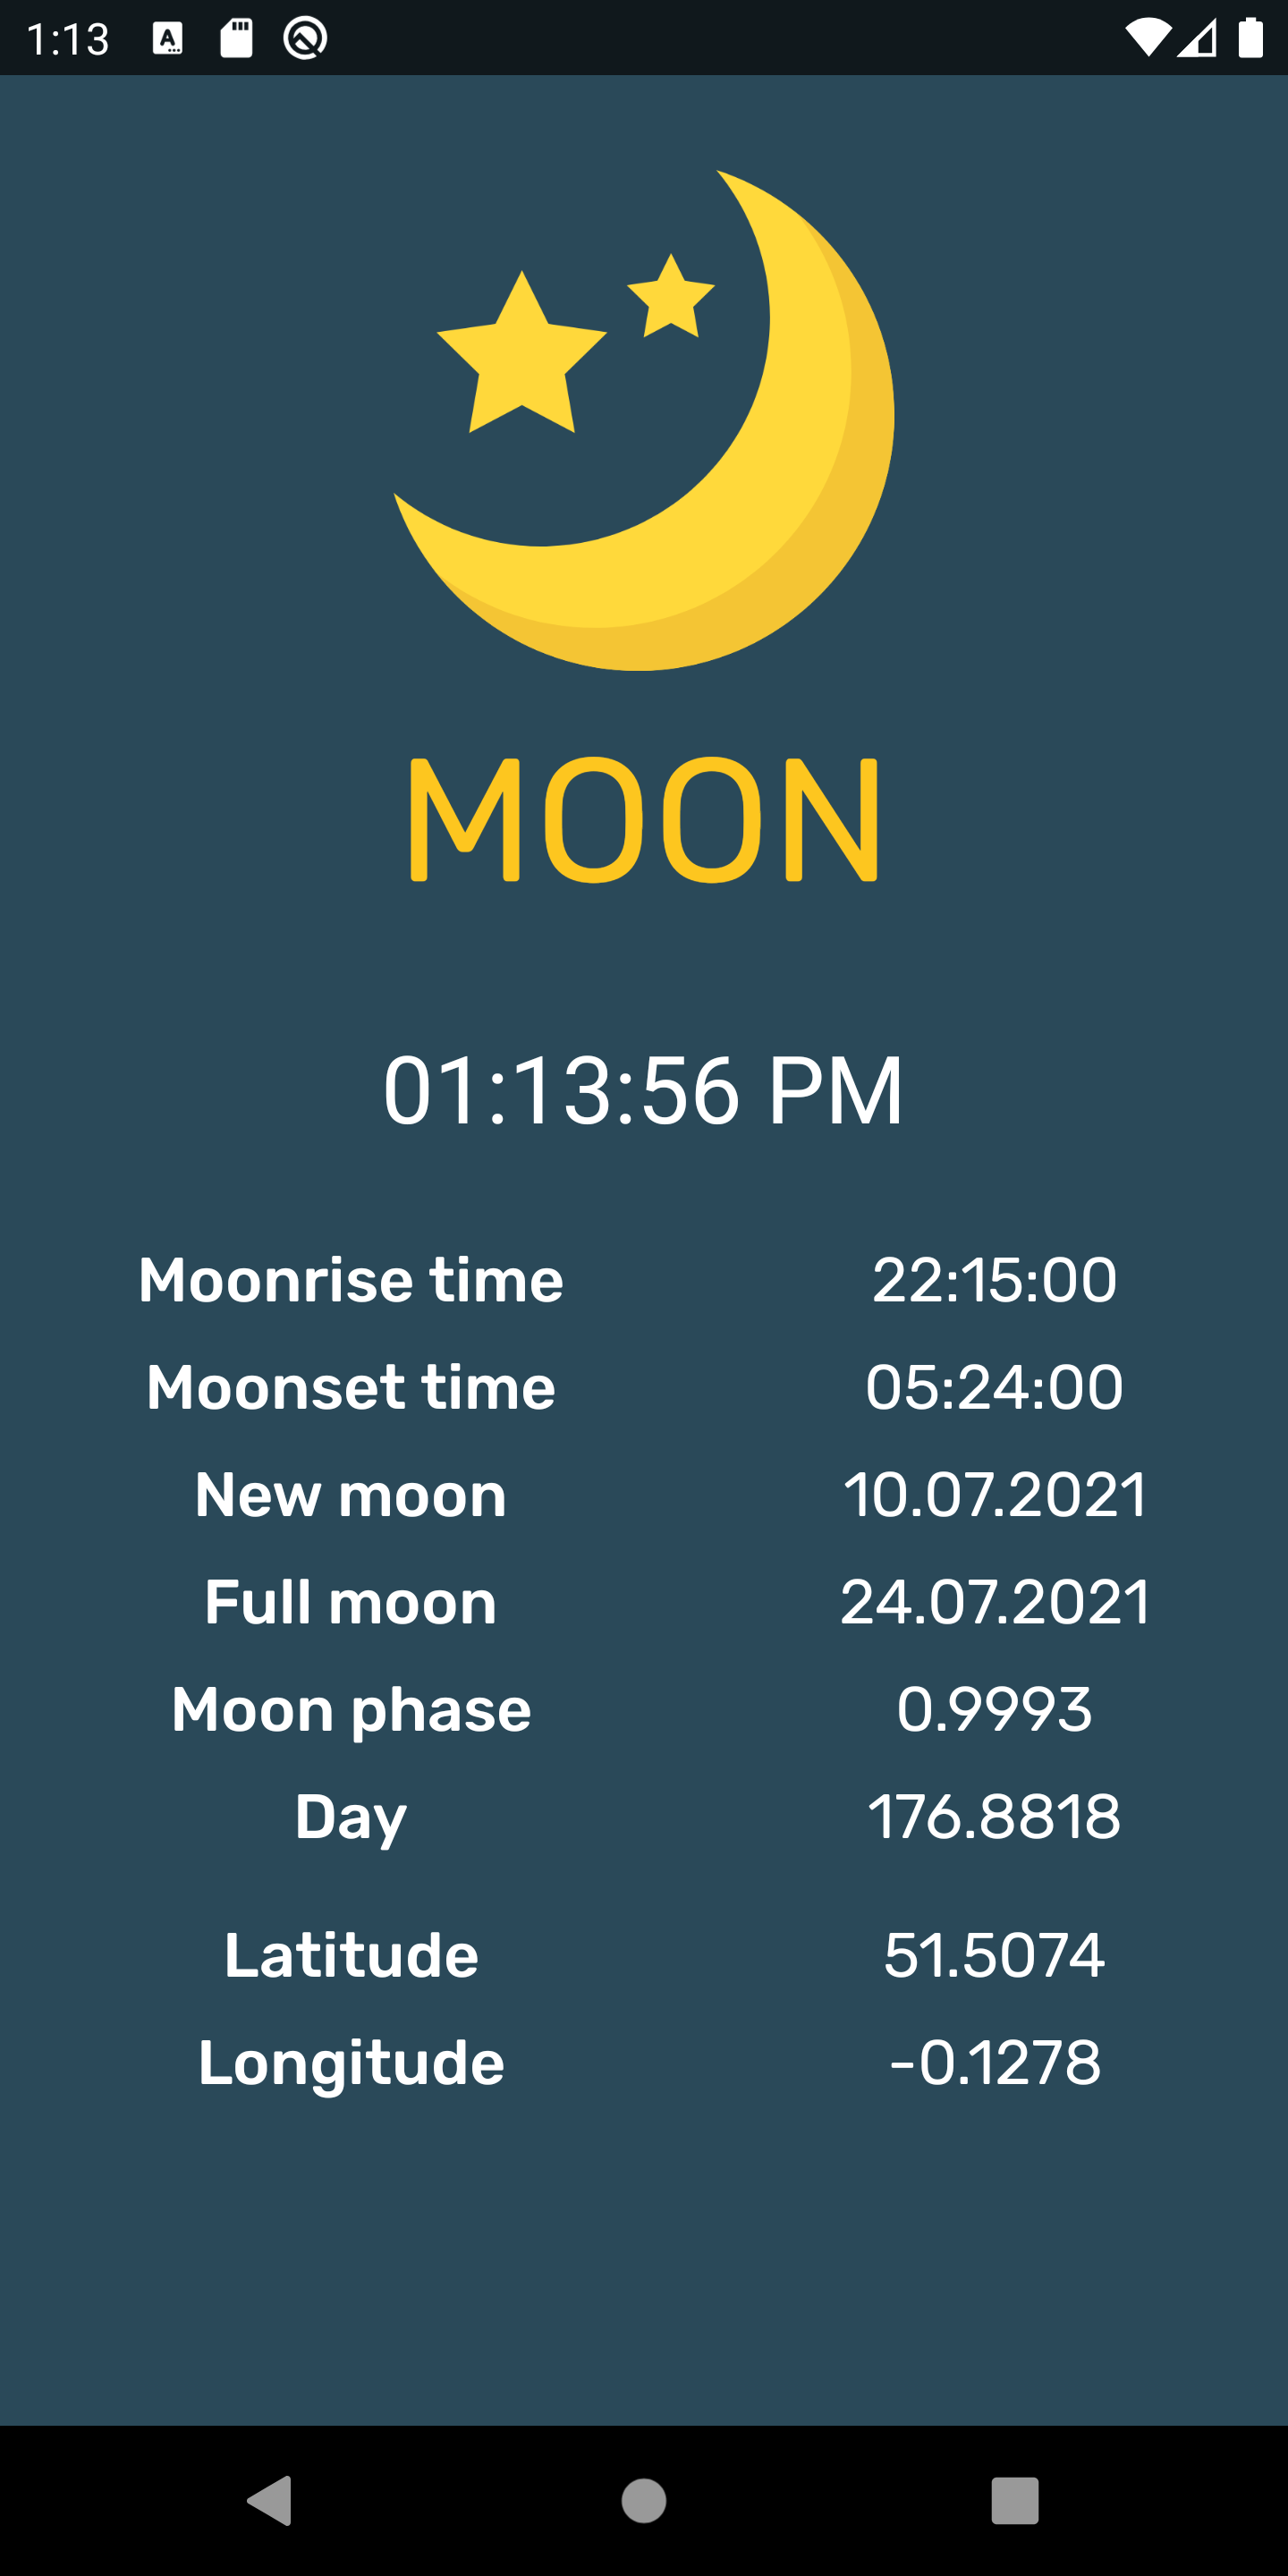 1:13
MOON
01:13:56 PM
Moonrise time 22:15:00
Moonset time 05:24:00
New moon 10.07.2021
Full moon 24.07.2021
Moon phase 0.9993
Day 176.8818
Latitude 51.5074
Longitude -0.1278